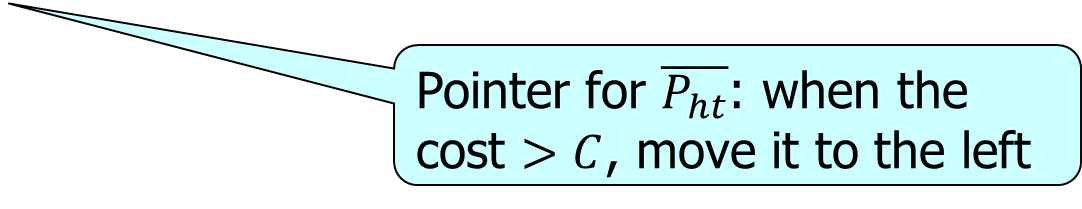 Pointer for $\overline{P_{ht}}$: when the
cost > $C$, move it to the left